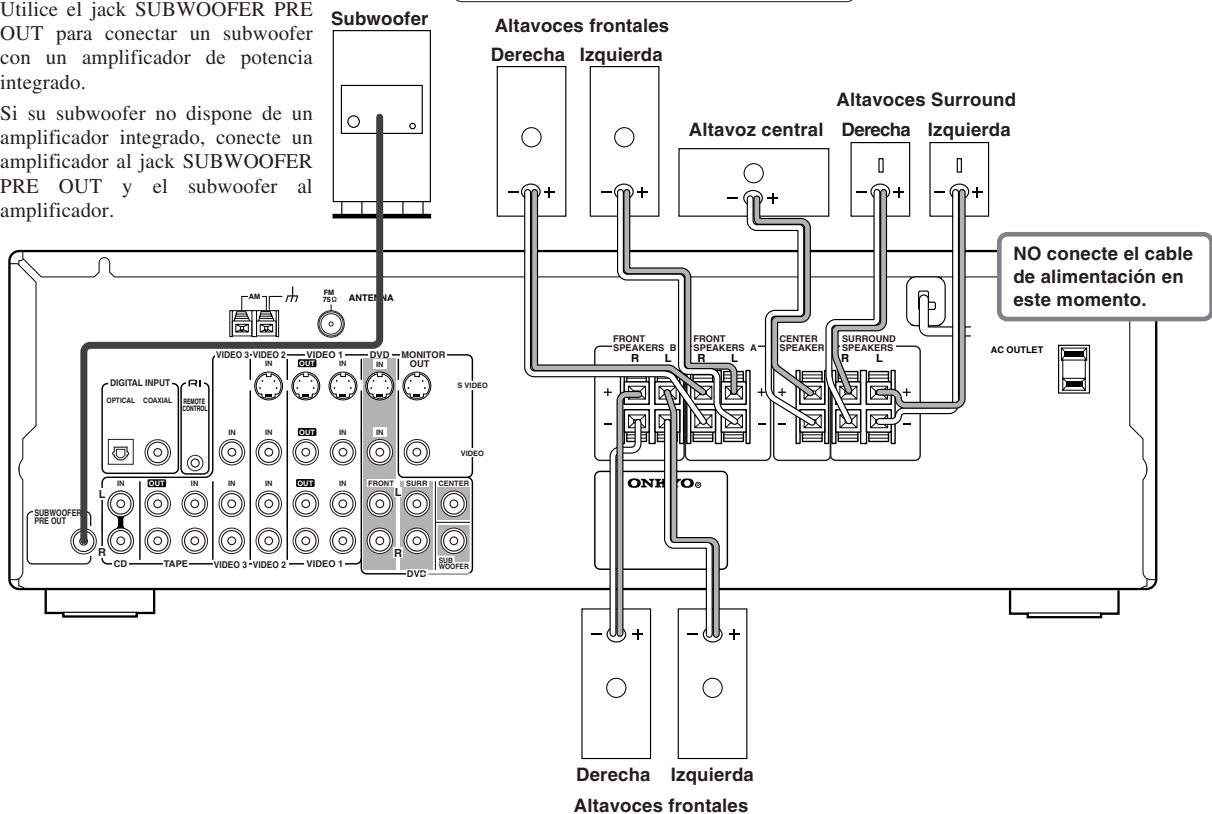 Utilice el jack SUBWOOFER PRE
OUT para conectar un subwoofer
con un amplificador de potencia
integrado.
Si su subwoofer no dispone de un
amplificador integrado, conecte un
amplificador al jack SUBWOOFER
PRE OUT y el subwoofer al
amplificador.
Subwoofer
Altavoces frontales
Derecha Izquierda
Altavoz central
Altavoces Surround
Derecha Izquierda
- + - + - + - + - +
NO conecte el cable
de alimentación en
este momento.
AM
FM
75Ω
ANTENNA
FRONT
SPEAKERS B
R L
FRONT
SPEAKERS A
R L
CENTER
SPEAKER
SURROUND
SPEAKERS
R L
+ + + +
- - - -
AC OUTLET
VIDEO 3 VIDEO 2 VIDEO 1 DVD MONITOR
IN OUT IN IN OUT
S VIDEO
DIGITAL INPUT
OPTICAL COAXIAL
RI
REMOTE
CONTROL
IN IN OUT IN IN
VIDEO
IN OUT IN IN IN OUT IN FRONT SURR CENTER
L L
SUBWOOFER
PRE OUT
R R
SUB
WOOFER
CD TAPE VIDEO 3 VIDEO 2 VIDEO 1 DVD
ONKYO®
- + - +
Derecha Izquierda
Altavoces frontales